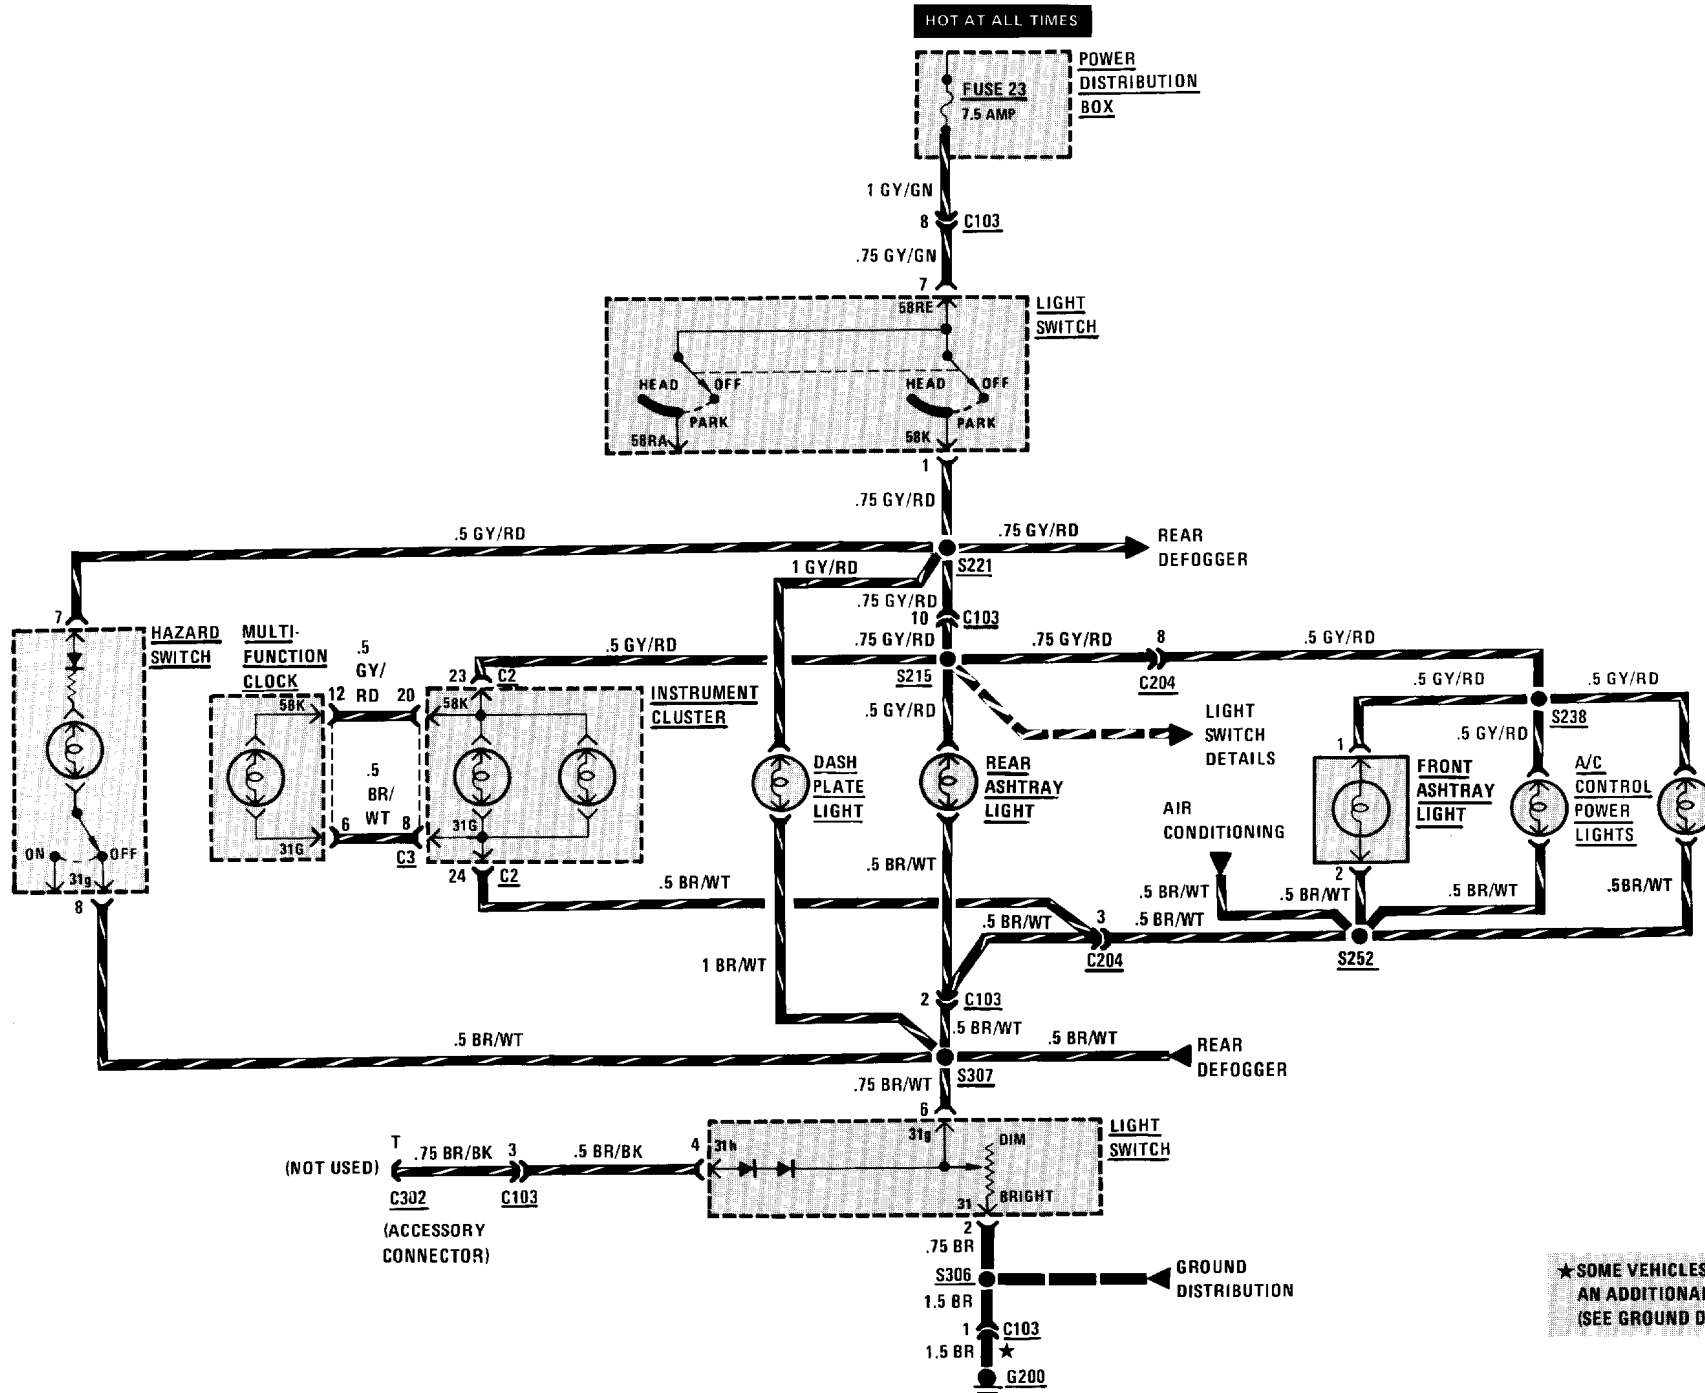 HOT AT ALL TIMES
POWER
DISTRIBUTION
BOX
FUSE 23
7.5 AMP
1 GY/GN
8 C103
.75 GY/GN
7
58RE
LIGHT
SWITCH
HEAD OFF
PARK
58RA
HEAD OFF
PARK
58K
1
.75 GY/RD
.5 GY/RD
.75 GY/RD
REAR
DEFOGGER
S221
1 GY/RD
.75 GY/RD
10 C103
.75 GY/RD
.75 GY/RD
8
C204
.5 GY/RD
.5 GY/RD
S215
.5 GY/RD
LIGHT
SWITCH
DETAILS
7
HAZARD
SWITCH
ON OFF
31g
8
MULTI-
FUNCTION
CLOCK
58K
31G
12
.5
GY/
RD
20
.5
BR/
WT
6
8
C3
23 C2
58K
31G
24 C2
INSTRUMENT
CLUSTER
DASH
PLATE
LIGHT
REAR
ASHTRAY
LIGHT
.5 GY/RD
.5 GY/RD
S238
.5 GY/RD
1
FRONT
ASHTRAY
LIGHT
2
A/C
CONTROL
POWER
LIGHTS
AIR
CONDITIONING
.5 BR/WT
.5 BR/WT
.5 BR/WT
.5 BR/WT
.5BR/WT
.5 BR/WT
.5 BR/WT
3
.5 BR/WT
C204
S252
1 BR/WT
2 C103
.5 BR/WT
.5 BR/WT
.5 BR/WT
REAR
DEFOGGER
S307
.75 BR/WT
6
31g
DIM
BRIGHT
31
LIGHT
SWITCH
T
(NOT USED)
.75 BR/BK
3
.5 BR/BK
4
31h
C302
C103
(ACCESSORY
CONNECTOR)
2
.75 BR
S306
GROUND
DISTRIBUTION
1.5 BR
1 C103
1.5 BR ★
G200
★SOME VEHICLES
AN ADDITIONAL
(SEE GROUND D